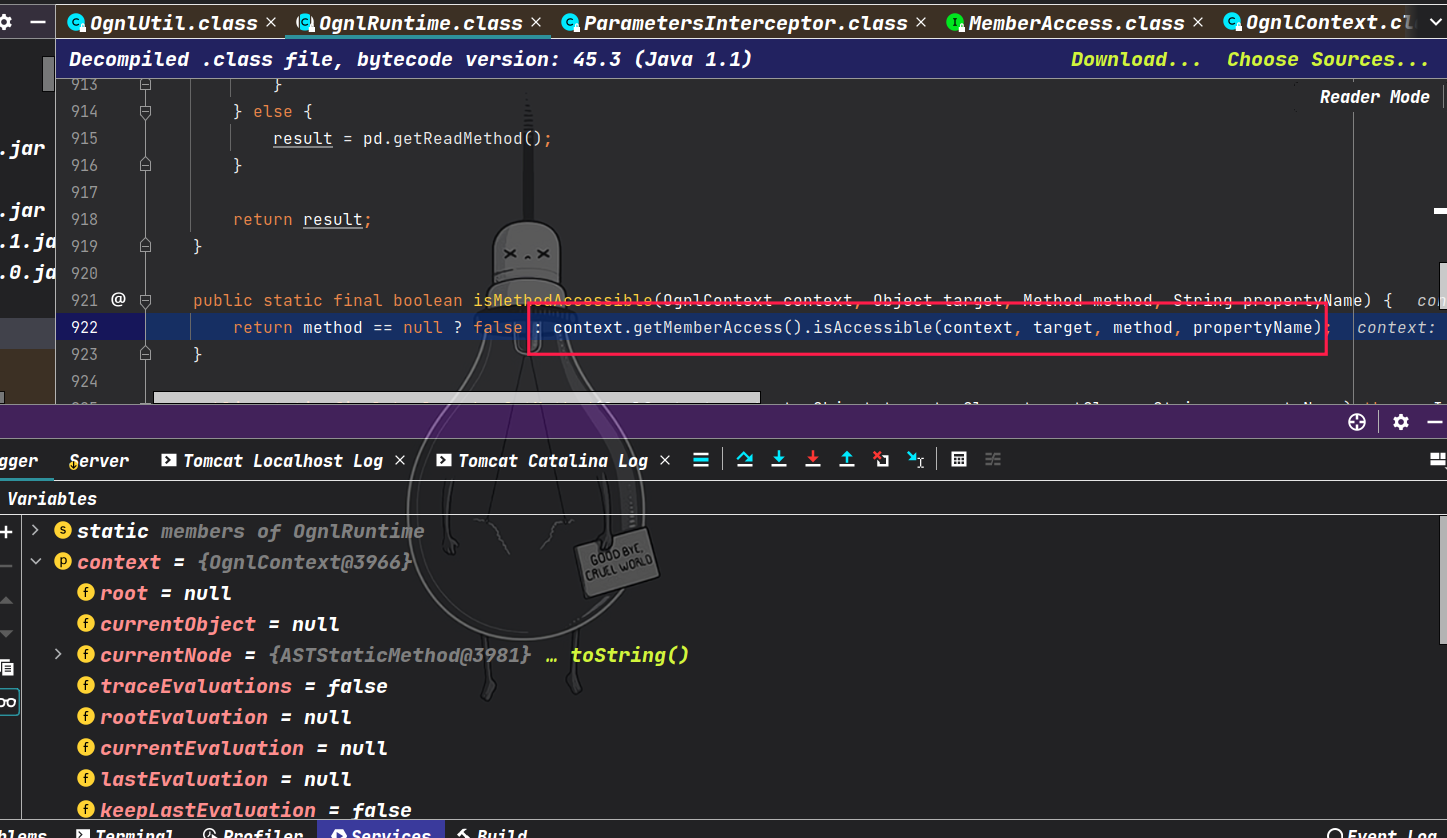 OgnlUtil.class × OgnlRuntime.class × ParametersInterceptor.class × MemberAccess.class × OgnlContext.cl
Decompiled .class file, bytecode version: 45.3 (Java 1.1) Download... Choose Sources...
Reader Mode
913 }
914 } else {
.jar
915 result = pd.getReadMethod();
916 }
917
.jar
918 return result;
.1.ja
919 }
.0.ja
920
921 @ public static final boolean isMethodAccessible(OgnlContext context, Object target, Method method, String propertyName) { con
922 return method == null ? false : context.getMemberAccess().isAccessible(context, target, method, propertyName); context:
923 }
924
gger Server Tomcat Localhost Log × Tomcat Catalina Log ×
Variables
static members of OgnlRuntime
context = {OgnlContext@3966}
GOOD BYE,
CRUEL WORLD
root = null
currentObject = null
currentNode = {ASTStaticMethod@3981} … toString()
traceEvaluations = false
rootEvaluation = null
currentEvaluation = null
lastEvaluation = null
keepLastEvaluation = false
blems Terminal Profiler Services Build Event Log